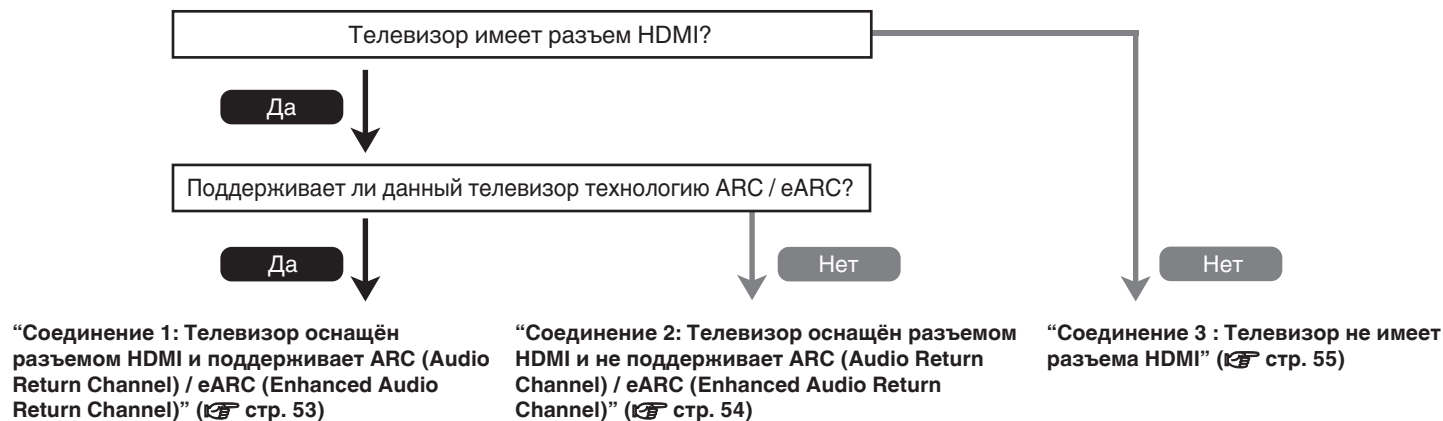 Телевизор имеет разъем HDMI?
Да
Поддерживает ли данный телевизор технологию ARC / eARC?
Да
Нет
Нет
“Соединение 1: Телевизор оснащён
разъемом HDMI и поддерживает ARC (Audio
Return Channel) / eARC (Enhanced Audio
Return Channel)” (☞ стр. 53)
“Соединение 2: Телевизор оснащён разъемом
HDMI и не поддерживает ARC (Audio Return
Channel) / eARC (Enhanced Audio Return
Channel)” (☞ стр. 54)
“Соединение 3 : Телевизор не имеет
разъема HDMI” (☞ стр. 55)